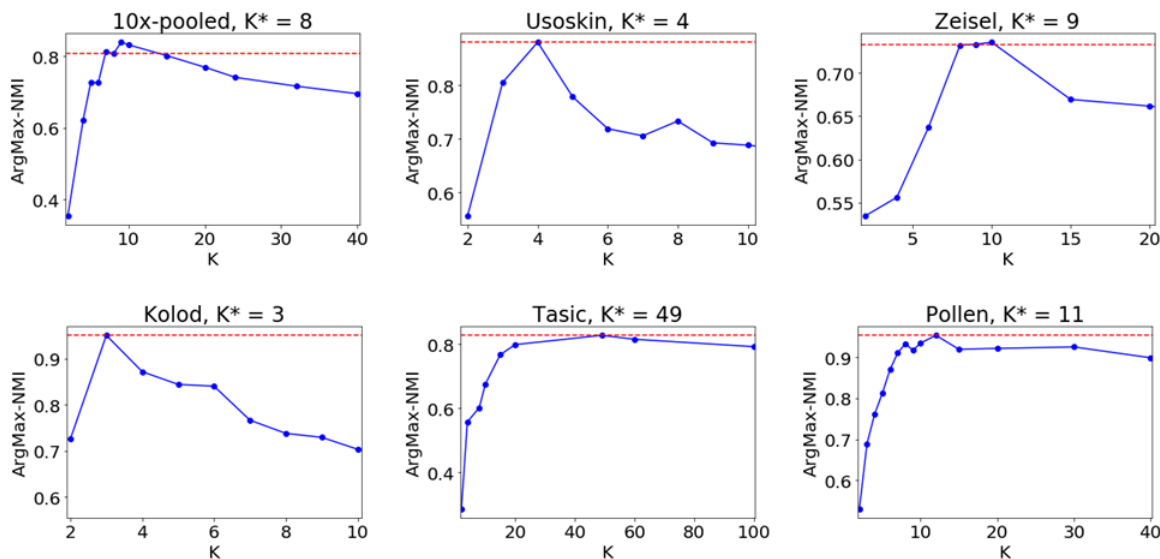 10x-pooled, K* = 8
ArgMax-NMI
0.8
0.6
0.4
10 20 30 40
K
Usoskin, K* = 4
ArgMax-NMI
0.8
0.7
0.6
2 4 6 8 10
K
Zeisel, K* = 9
ArgMax-NMI
0.70
0.65
0.60
0.55
5 10 15 20
K
Kolod, K* = 3
ArgMax-NMI
0.9
0.8
0.7
0.6
2 4 6 8 10
K
Tasic, K* = 49
ArgMax-NMI
0.8
0.6
0.4
20 40 60 80 100
K
Pollen, K* = 11
ArgMax-NMI
0.9
0.8
0.7
0.6
10 20 30 40
K